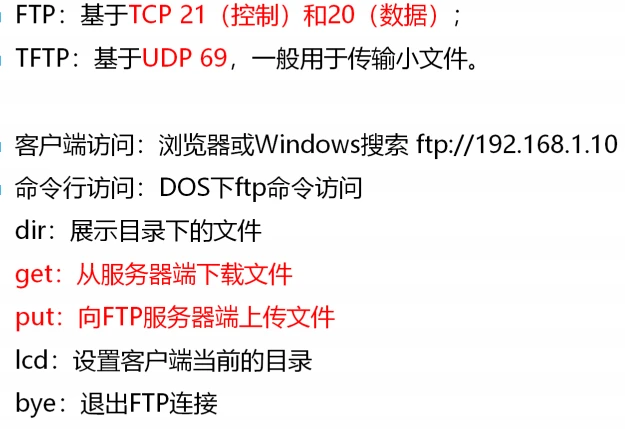 FTP：基于TCP 21（控制）和20（数据）；
TFTP：基于UDP 69，一般用于传输小文件。
客户端访问：浏览器或Windows搜索 ftp://192.168.1.10
命令行访问：DOS下ftp命令访问
dir：展示目录下的文件
get：从服务器端下载文件
put：向FTP服务器端上传文件
lcd：设置客户端当前的目录
bye：退出FTP连接